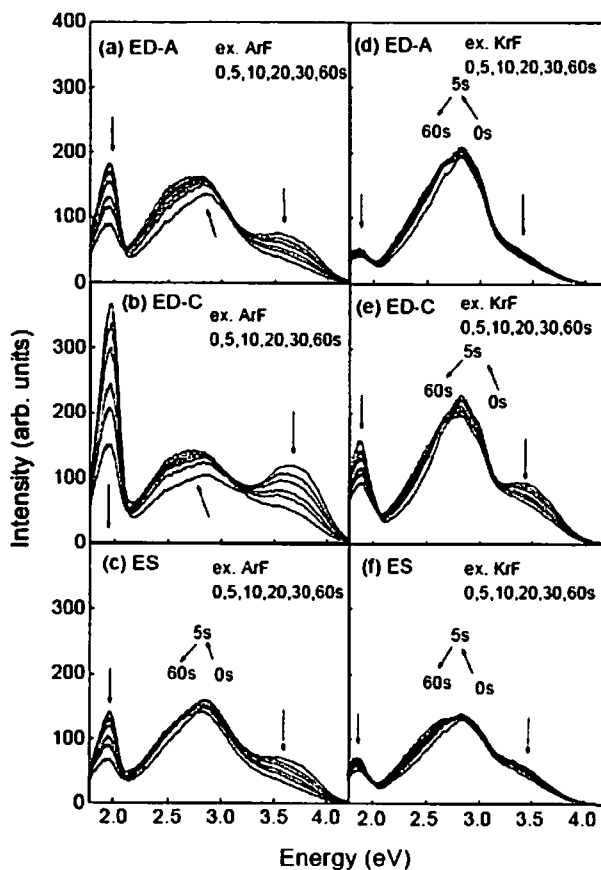 Intensity (arb. units)
400
300
200
100
0
(a) ED-A
ex. ArF
0,5,10,20,30,60s
(d) ED-A
ex. KrF
0,5,10,20,30,60s
5s
60s
0s
300
200
100
0
(b) ED-C
ex. ArF
0,5,10,20,30,60s
(e) ED-C
ex. KrF
0,5,10,20,30,60s
5s
60s
0s
300
200
100
0
(c) ES
ex. ArF
0,5,10,20,30,60s
5s
60s
0s
(f) ES
ex. KrF
0,5,10,20,30,60s
5s
60s
0s
2.0 2.5 3.0 3.5 4.0
2.0 2.5 3.0 3.5 4.0
Energy (eV)